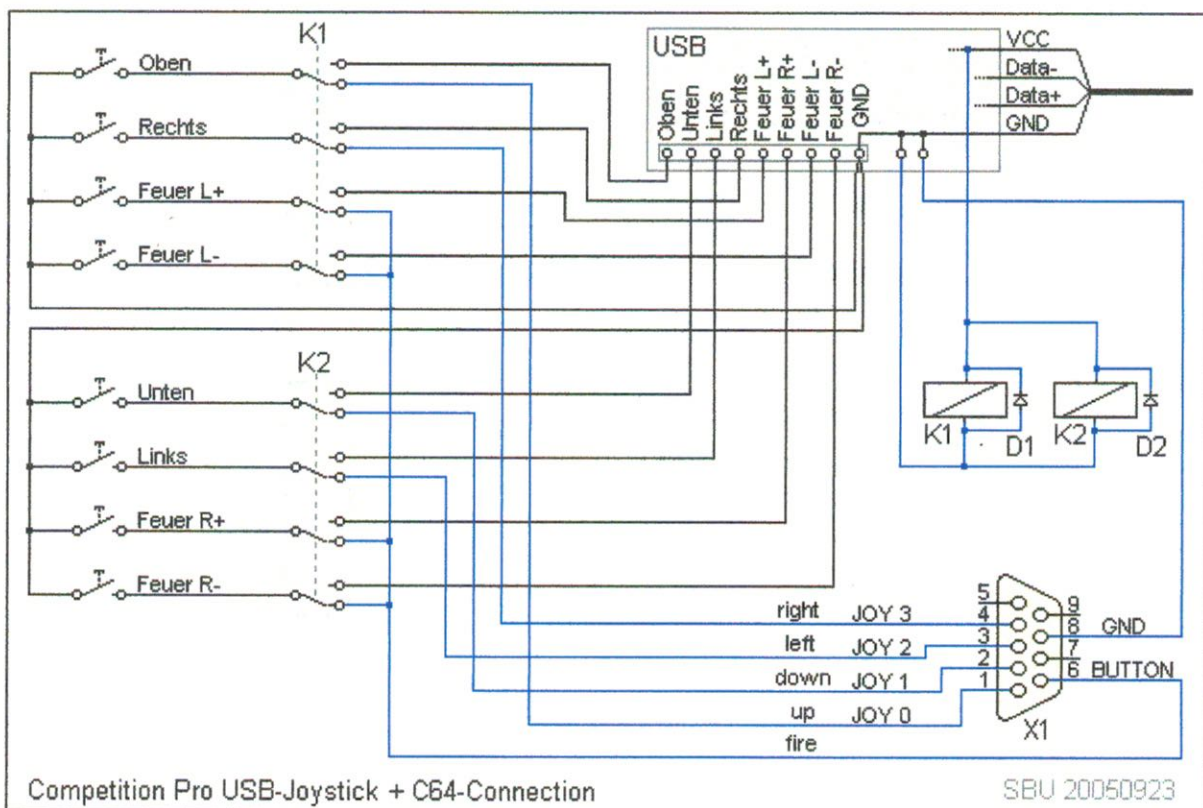 K1
Oben
Rechts
Feuer L+
Feuer L-
K2
Unten
Links
Feuer R+
Feuer R-
USB
Oben
Unten
Links
Rechts
Feuer L+
Feuer R+
Feuer L-
Feuer R-
GND
VCC
Data-
Data+
GND
K1
D1
K2
D2
right JOY 3
left JOY 2
down JOY 1
up JOY 0
fire
5
4
3
2
1
9
8 GND
7
6 BUTTON
X1
Competition Pro USB-Joystick + C64-Connection
SBU 20050923